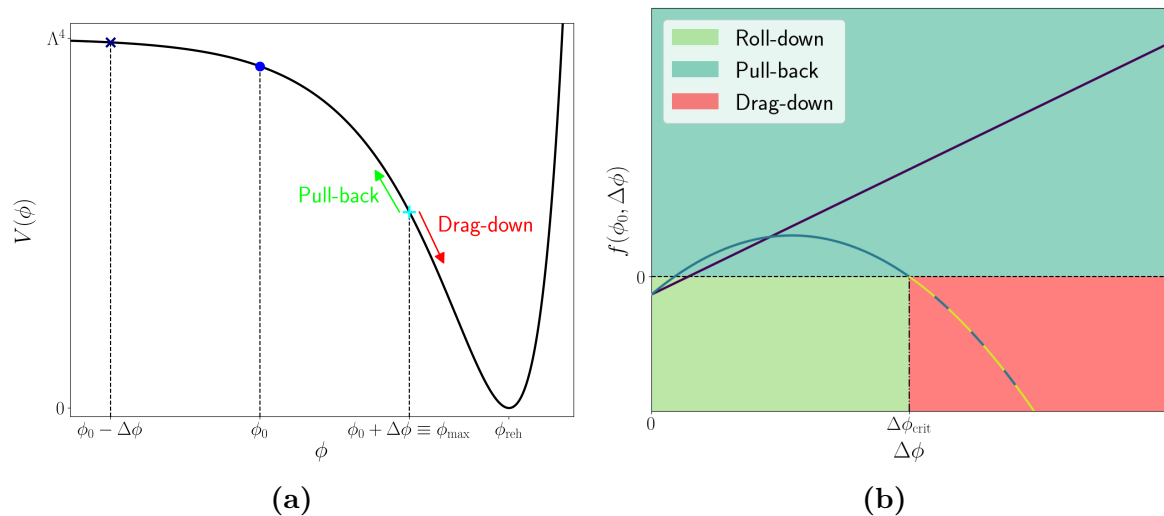 Λ⁴
V(ϕ)
Pull-back
Drag-down
0
ϕ₀ − Δϕ
ϕ₀
ϕ₀ + Δϕ ≡ ϕ_max
ϕ_reh
ϕ
(a)
Roll-down
Pull-back
Drag-down
f(ϕ₀, Δϕ)
0
0
Δϕ_crit
Δϕ
(b)